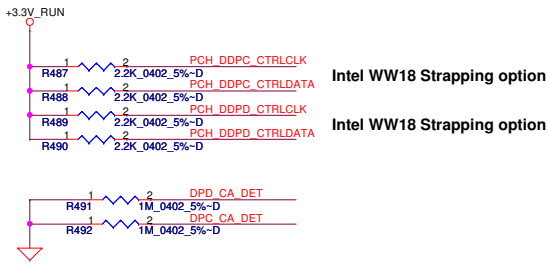 +3.3V_RUN
1 2 PCH_DDPC_CTRLCLK
R487 2.2K_0402_5%~D
Intel WW18 Strapping option
1 2 PCH_DDPC_CTRLDATA
R488 2.2K_0402_5%~D
1 2 PCH_DDPD_CTRLCLK
R489 2.2K_0402_5%~D
Intel WW18 Strapping option
1 2 PCH_DDPD_CTRLDATA
R490 2.2K_0402_5%~D
1 2 DPD_CA_DET
R491 1M_0402_5%~D
1 2 DPC_CA_DET
R492 1M_0402_5%~D